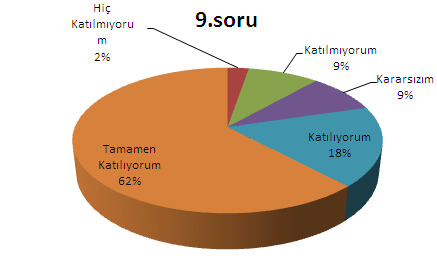 9.soru
Hiç
Katılmıyoru
m
2%
Katılmıyorum
9%
Kararsızım
9%
Katılıyorum
18%
Tamamen
Katılıyorum
62%